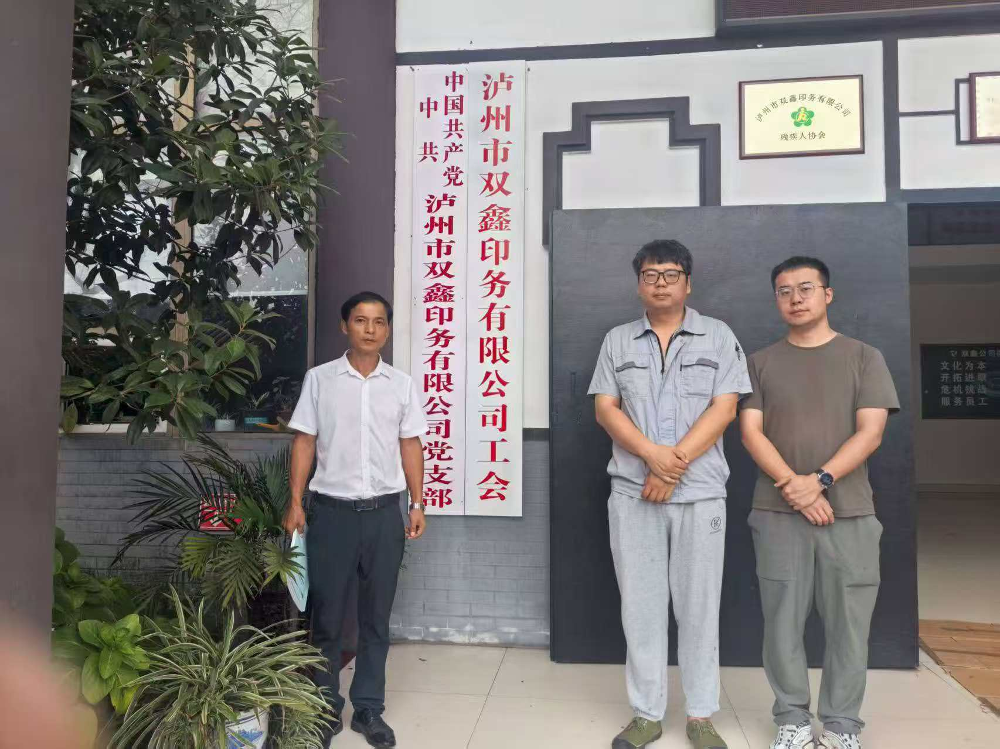 中国共产党
中共
泸州市双鑫印务有限公司党支部
泸州市双鑫印务有限公司工会
泸州市双鑫印务有限公司
残疾人协会
双鑫公司
文化为本
开拓进取
危机挑战
服务员工